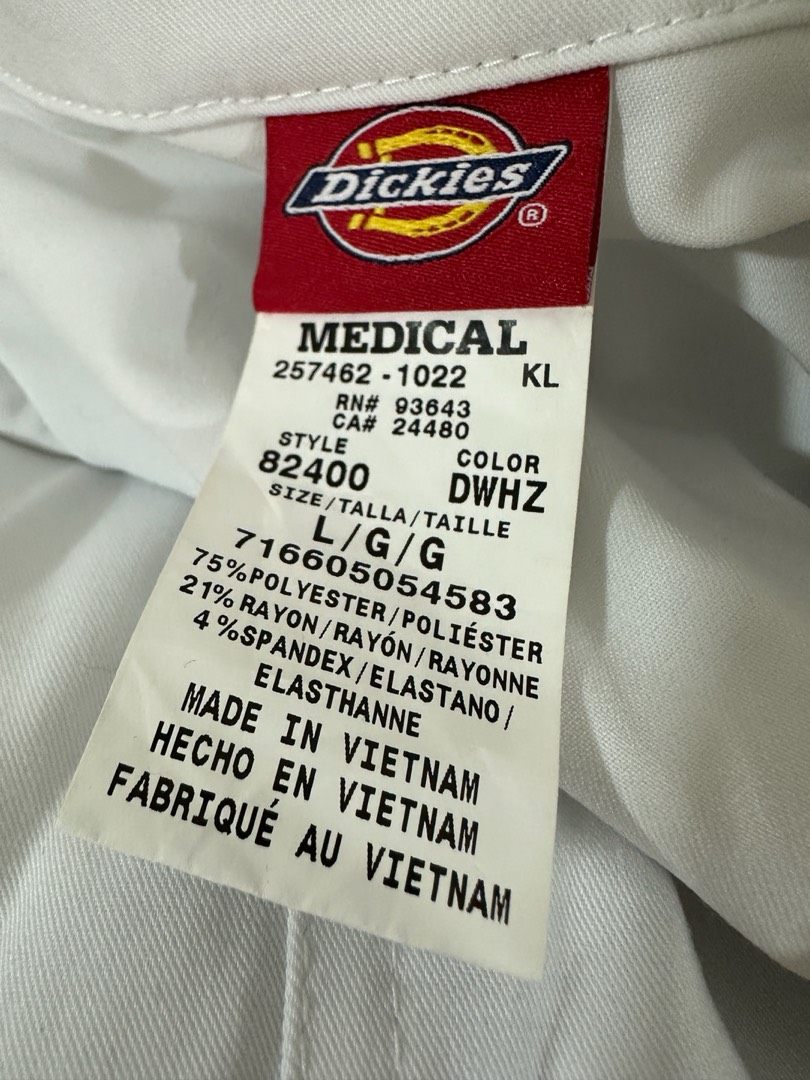 Dickies®
MEDICAL
257462 -1022 KL
RN# 93643
CA# 24480
STYLE COLOR
82400 DWHZ
SIZE/TALLA/TAILLE
L/G/G
716605054583
75%POLYESTER/POLIÉSTER
21% RAYON/RAYÓN/RAYONNE
4%SPANDEX/ELASTANO/
ELASTHANNE
MADE IN VIETNAM
HECHO EN VIETNAM
FABRIQUÉ AU VIETNAM